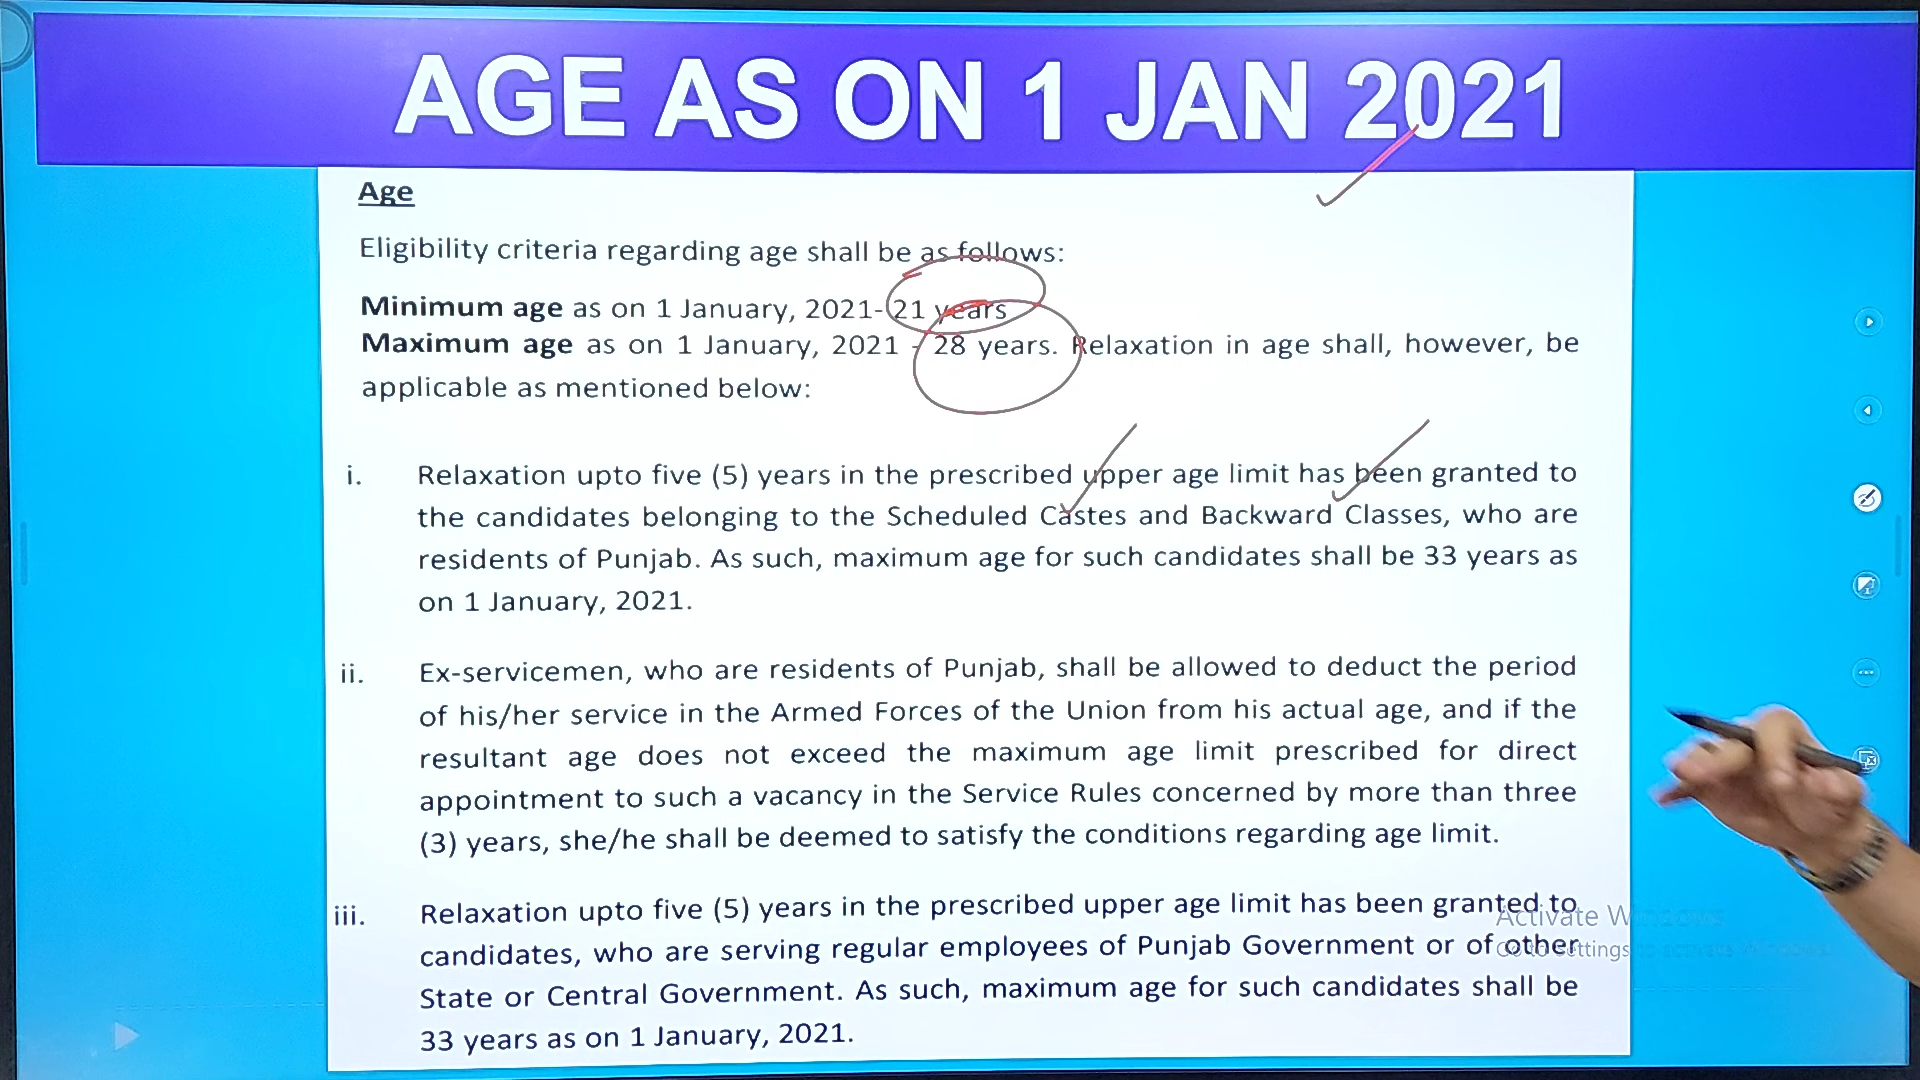 AGE AS ON 1 JAN 2021
Age
Eligibility criteria regarding age shall be as follows:
Minimum age as on 1 January, 2021- 21 years
Maximum age as on 1 January, 2021 - 28 years. Relaxation in age shall, however, be
applicable as mentioned below:
i. Relaxation upto five (5) years in the prescribed upper age limit has been granted to
the candidates belonging to the Scheduled Castes and Backward Classes, who are
residents of Punjab. As such, maximum age for such candidates shall be 33 years as
on 1 January, 2021.
ii. Ex-servicemen, who are residents of Punjab, shall be allowed to deduct the period
of his/her service in the Armed Forces of the Union from his actual age, and if the
resultant age does not exceed the maximum age limit prescribed for direct
appointment to such a vacancy in the Service Rules concerned by more than three
(3) years, she/he shall be deemed to satisfy the conditions regarding age limit.
iii. Relaxation upto five (5) years in the prescribed upper age limit has been granted to
candidates, who are serving regular employees of Punjab Government or of other
State or Central Government. As such, maximum age for such candidates shall be
33 years as on 1 January, 2021.
Activate Windows
Go to Settings to activate Windows.